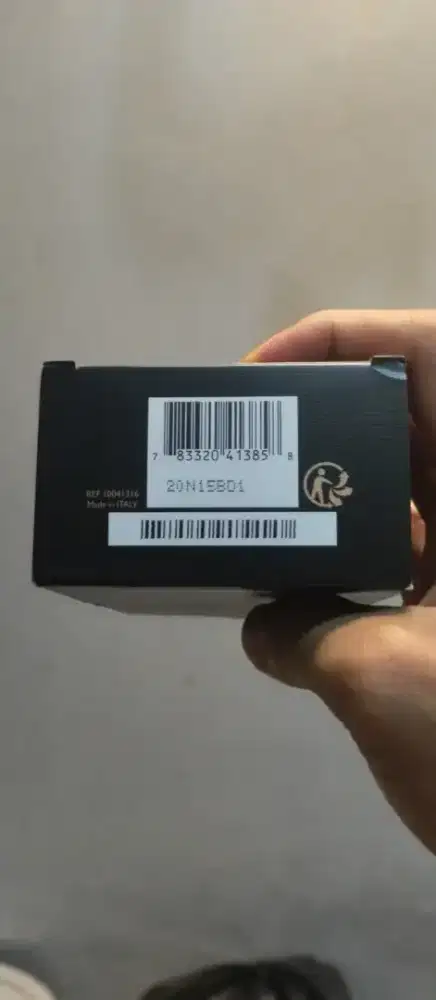 7 83320 41385 8
20N15BD1
REF 10041316
Made in ITALY